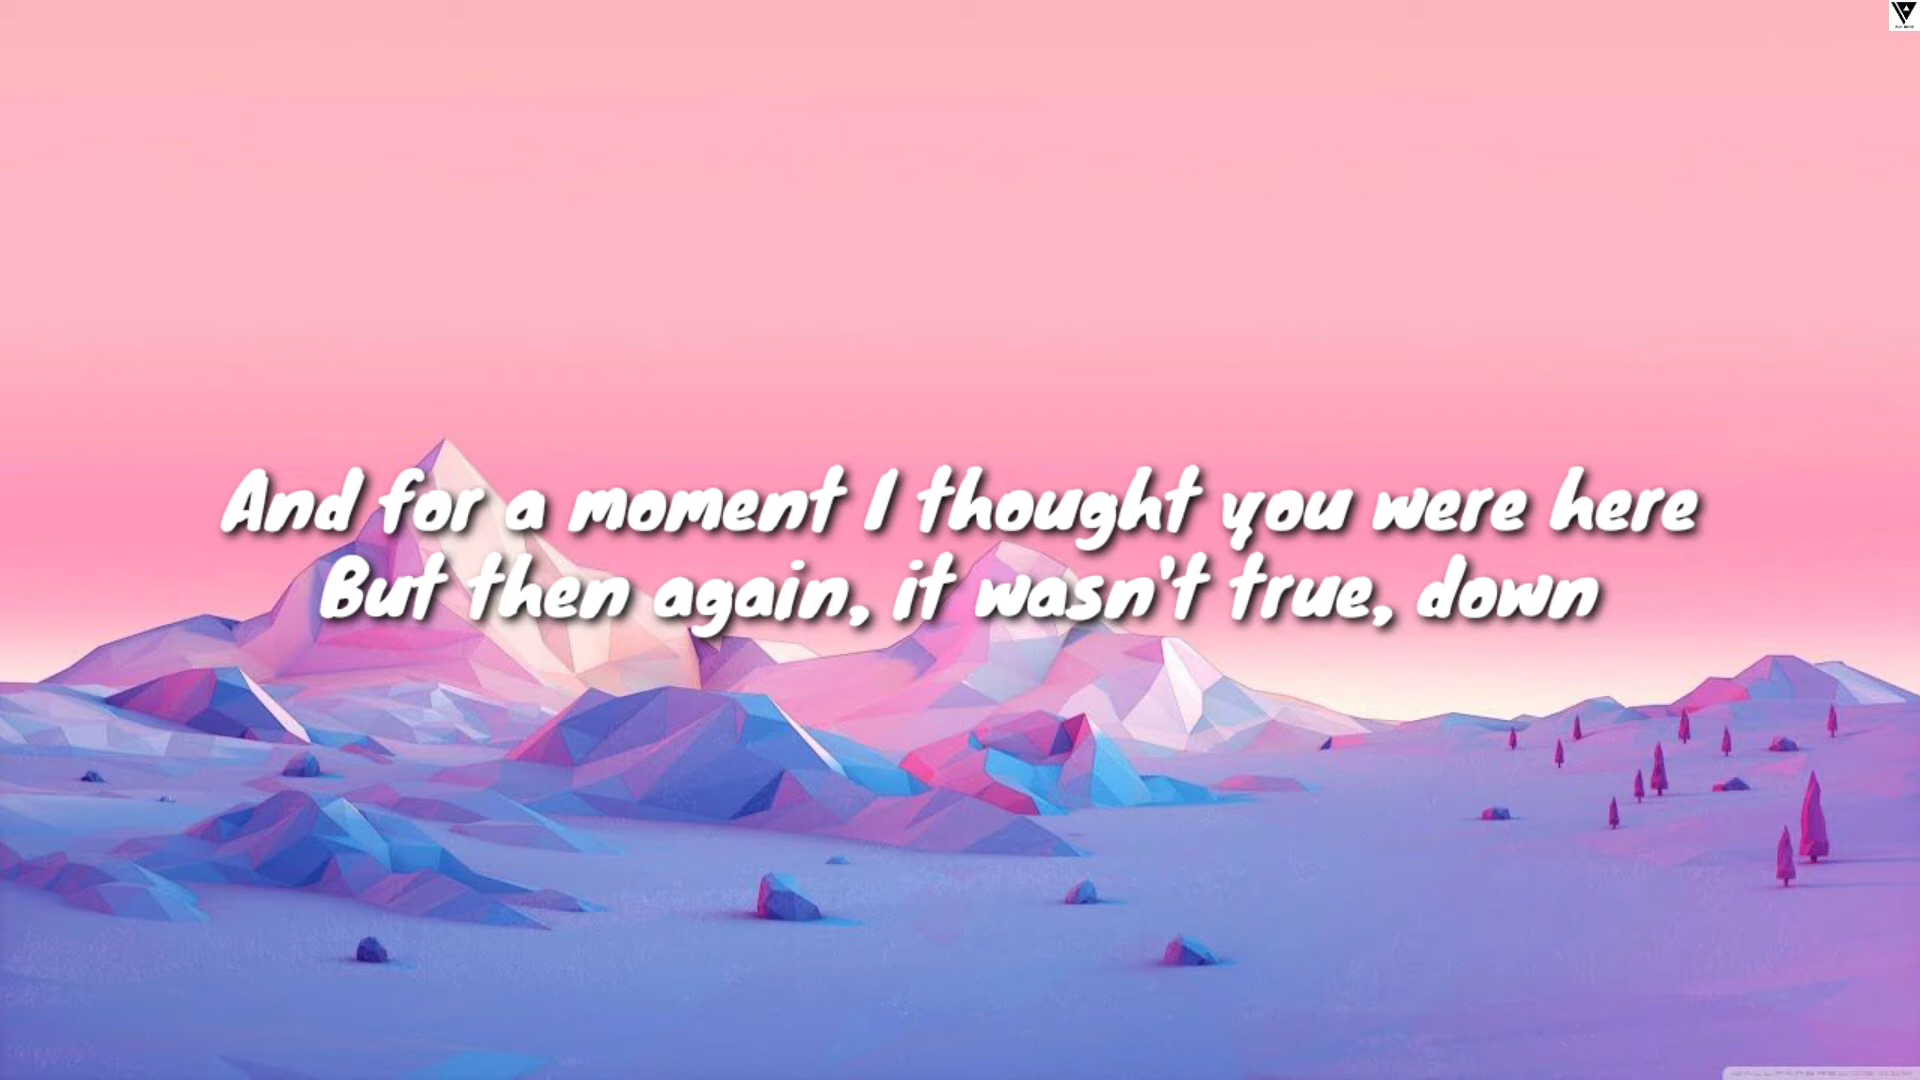 And for a moment I thought you were here
But then again, it wasn't true, down